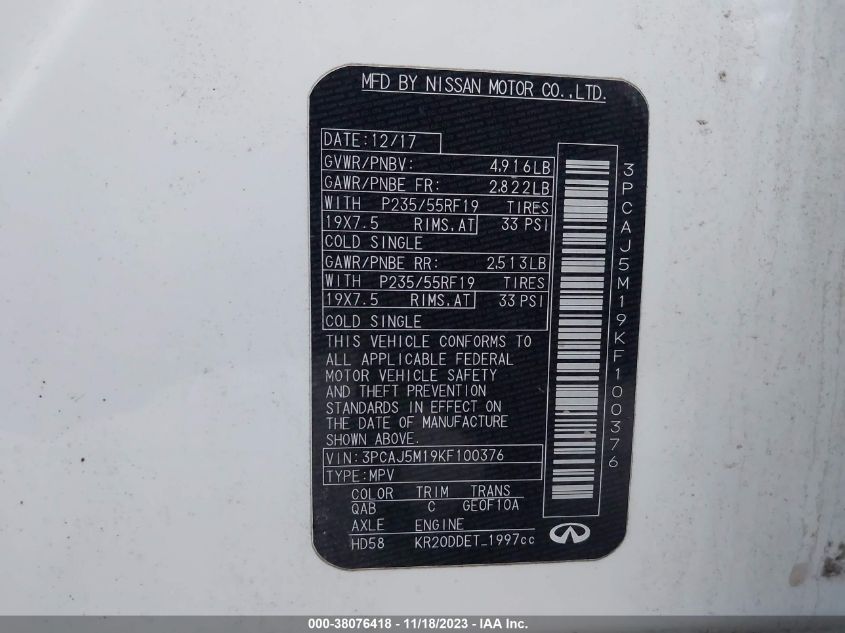 MFD BY NISSAN MOTOR CO.,LTD.
DATE:12/17
GVWR/PNBV: 4,916LB
GAWR/PNBE FR: 2,822LB
WITH P235/55RF19 TIRES
19X7.5 RIMS,AT 33 PSI
COLD SINGLE
GAWR/PNBE RR: 2,513LB
WITH P235/55RF19 TIRES
19X7.5 RIMS,AT 33 PSI
COLD SINGLE
THIS VEHICLE CONFORMS TO
ALL APPLICABLE FEDERAL
MOTOR VEHICLE SAFETY
AND THEFT PREVENTION
STANDARDS IN EFFECT ON
THE DATE OF MANUFACTURE
SHOWN ABOVE.
VIN:3PCAJ5M19KF100376
TYPE:MPV
COLOR TRIM TRANS
QAB C GE0F10A
AXLE ENGINE
HD58 KR20DDET_1997cc
3PCAJ5M19KF100376
000-38076418 - 11/18/2023 - IAA Inc.